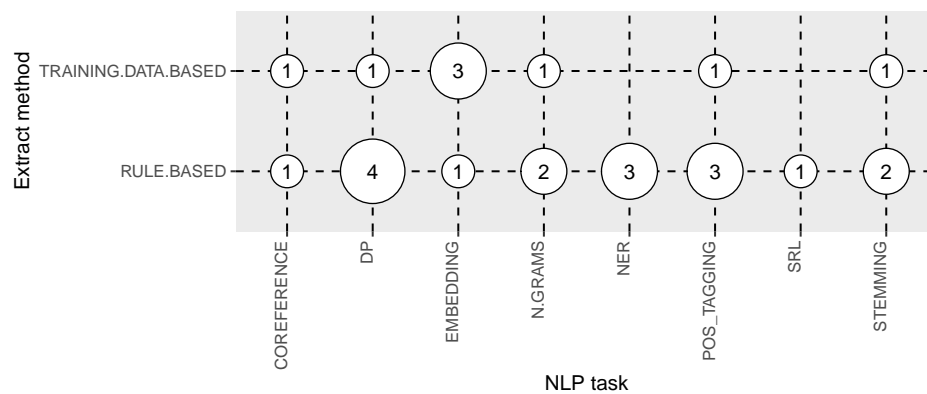 Extract method
TRAINING.DATA.BASED
1 1 3 1 1 1
RULE.BASED
1 4 1 2 3 3 1 2
COREFERENCE
DP
EMBEDDING
N.GRAMS
NER
POS_TAGGING
SRL
STEMMING
NLP task